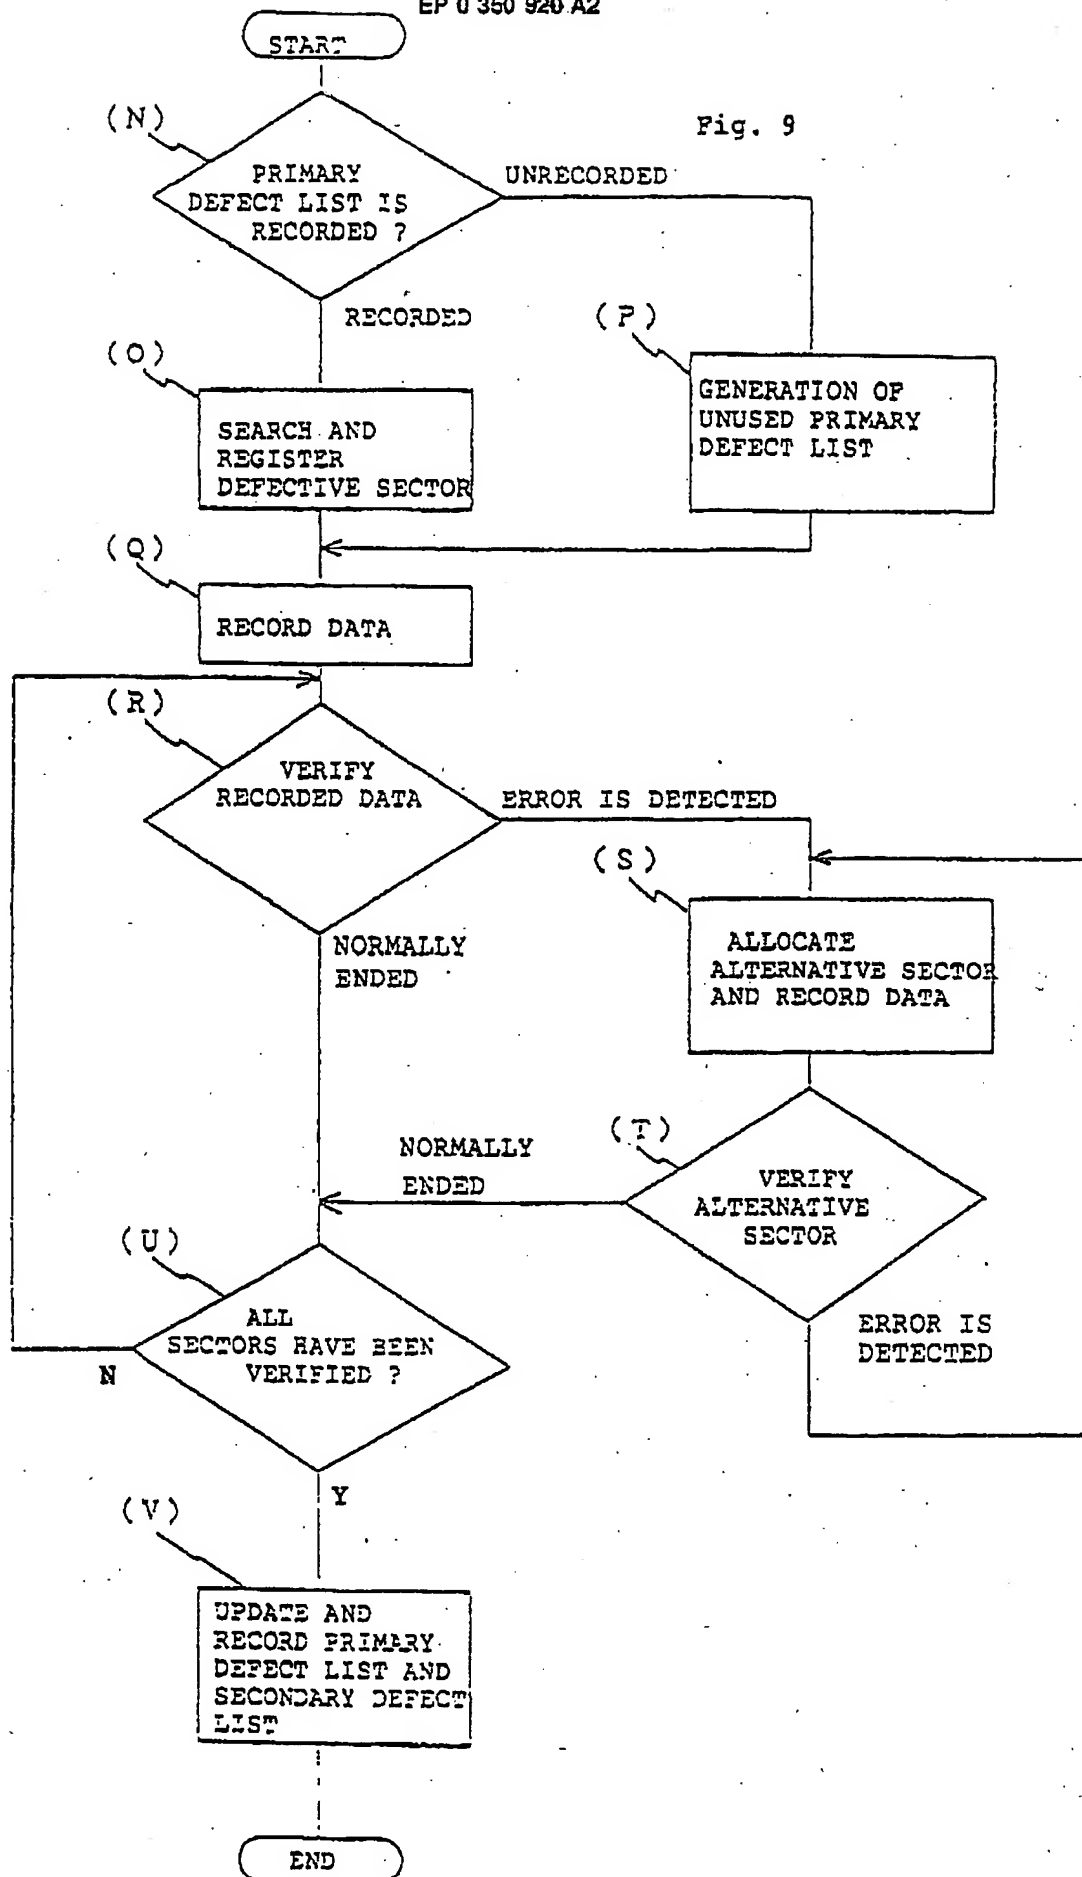 EP 0 350 920 A2
START
Fig. 9
(N)
PRIMARY
DEFECT LIST IS
RECORDED ?
UNRECORDED
RECORDED
(O)
SEARCH AND
REGISTER
DEFECTIVE SECTOR
(P)
GENERATION OF
UNUSED PRIMARY
DEFECT LIST
(Q)
RECORD DATA
(R)
VERIFY
RECORDED DATA
ERROR IS DETECTED
NORMALLY
ENDED
(S)
ALLOCATE
ALTERNATIVE SECTOR
AND RECORD DATA
(T)
VERIFY
ALTERNATIVE
SECTOR
NORMALLY
ENDED
ERROR IS
DETECTED
(U)
ALL
SECTORS HAVE BEEN
VERIFIED ?
N
Y
(V)
UPDATE AND
RECORD PRIMARY
DEFECT LIST AND
SECONDARY DEFECT
LIST
END